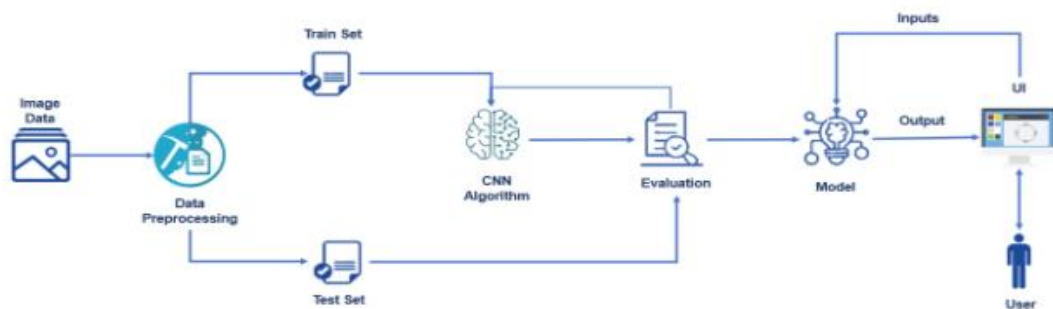 Inputs
Train Set
UI
Image
Data
Output
CNN
Algorithm
Evaluation
Model
Data
Preprocessing
Test Set
User